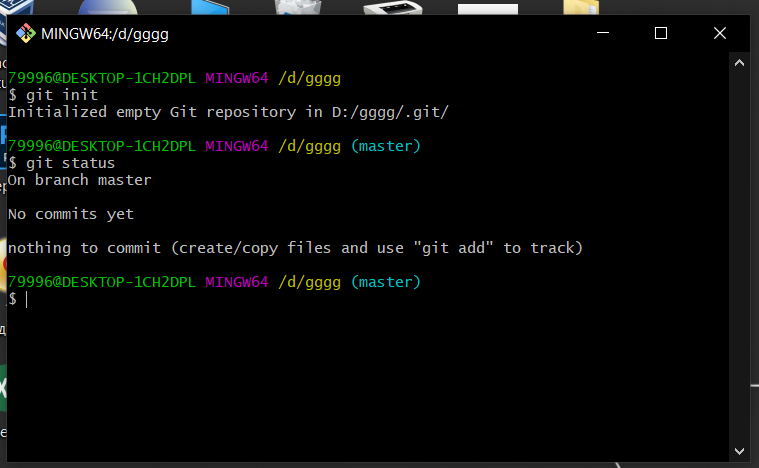 MINGW64:/d/gggg
79996@DESKTOP-1CH2DPL MINGW64 /d/gggg
$ git init
Initialized empty Git repository in D:/gggg/.git/
79996@DESKTOP-1CH2DPL MINGW64 /d/gggg (master)
$ git status
On branch master
No commits yet
nothing to commit (create/copy files and use "git add" to track)
79996@DESKTOP-1CH2DPL MINGW64 /d/gggg (master)
$